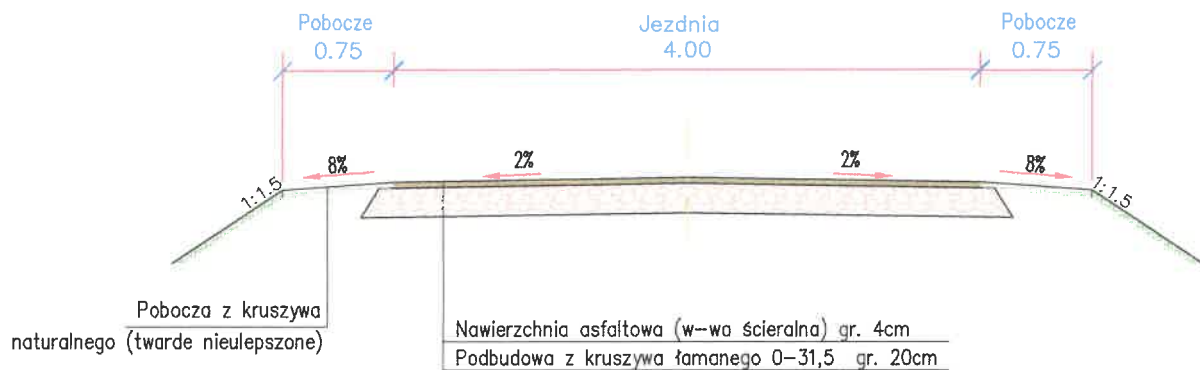 Pobocze
0.75
Jezdnia
4.00
Pobocze
0.75
1:1.5
8%
2%
2%
8%
1:1.5
Pobocza z kruszywa
naturalnego (twarde nieulepszone)
Nawierzchnia asfaltowa (w-wa ścieralna) gr. 4cm
Podbudowa z kruszywa łamanego 0-31,5 gr. 20cm